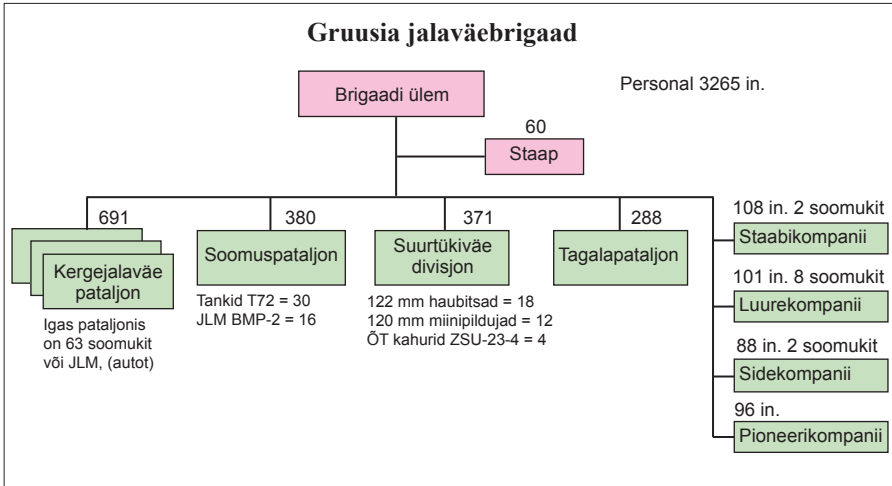 Gruusia jalaväebrigaad
Brigaadi ülem
Personal 3265 in.
60
Staap
691
Kergejalaväe
pataljon
Igas pataljonis
on 63 soomukit
või JLM, (autot)
380
Soomuspataljon
Tankid T72 = 30
JLM BMP-2 = 16
371
Suurtükiväe
divisjon
122 mm haubitsad = 18
120 mm miinipildujad = 12
ÕT kahurid ZSU-23-4 = 4
288
Tagalapataljon
108 in. 2 soomukit
Staabikompanii
101 in. 8 soomukit
Luurekompanii
88 in. 2 soomukit
Sidekompanii
96 in.
Pioneerikompanii